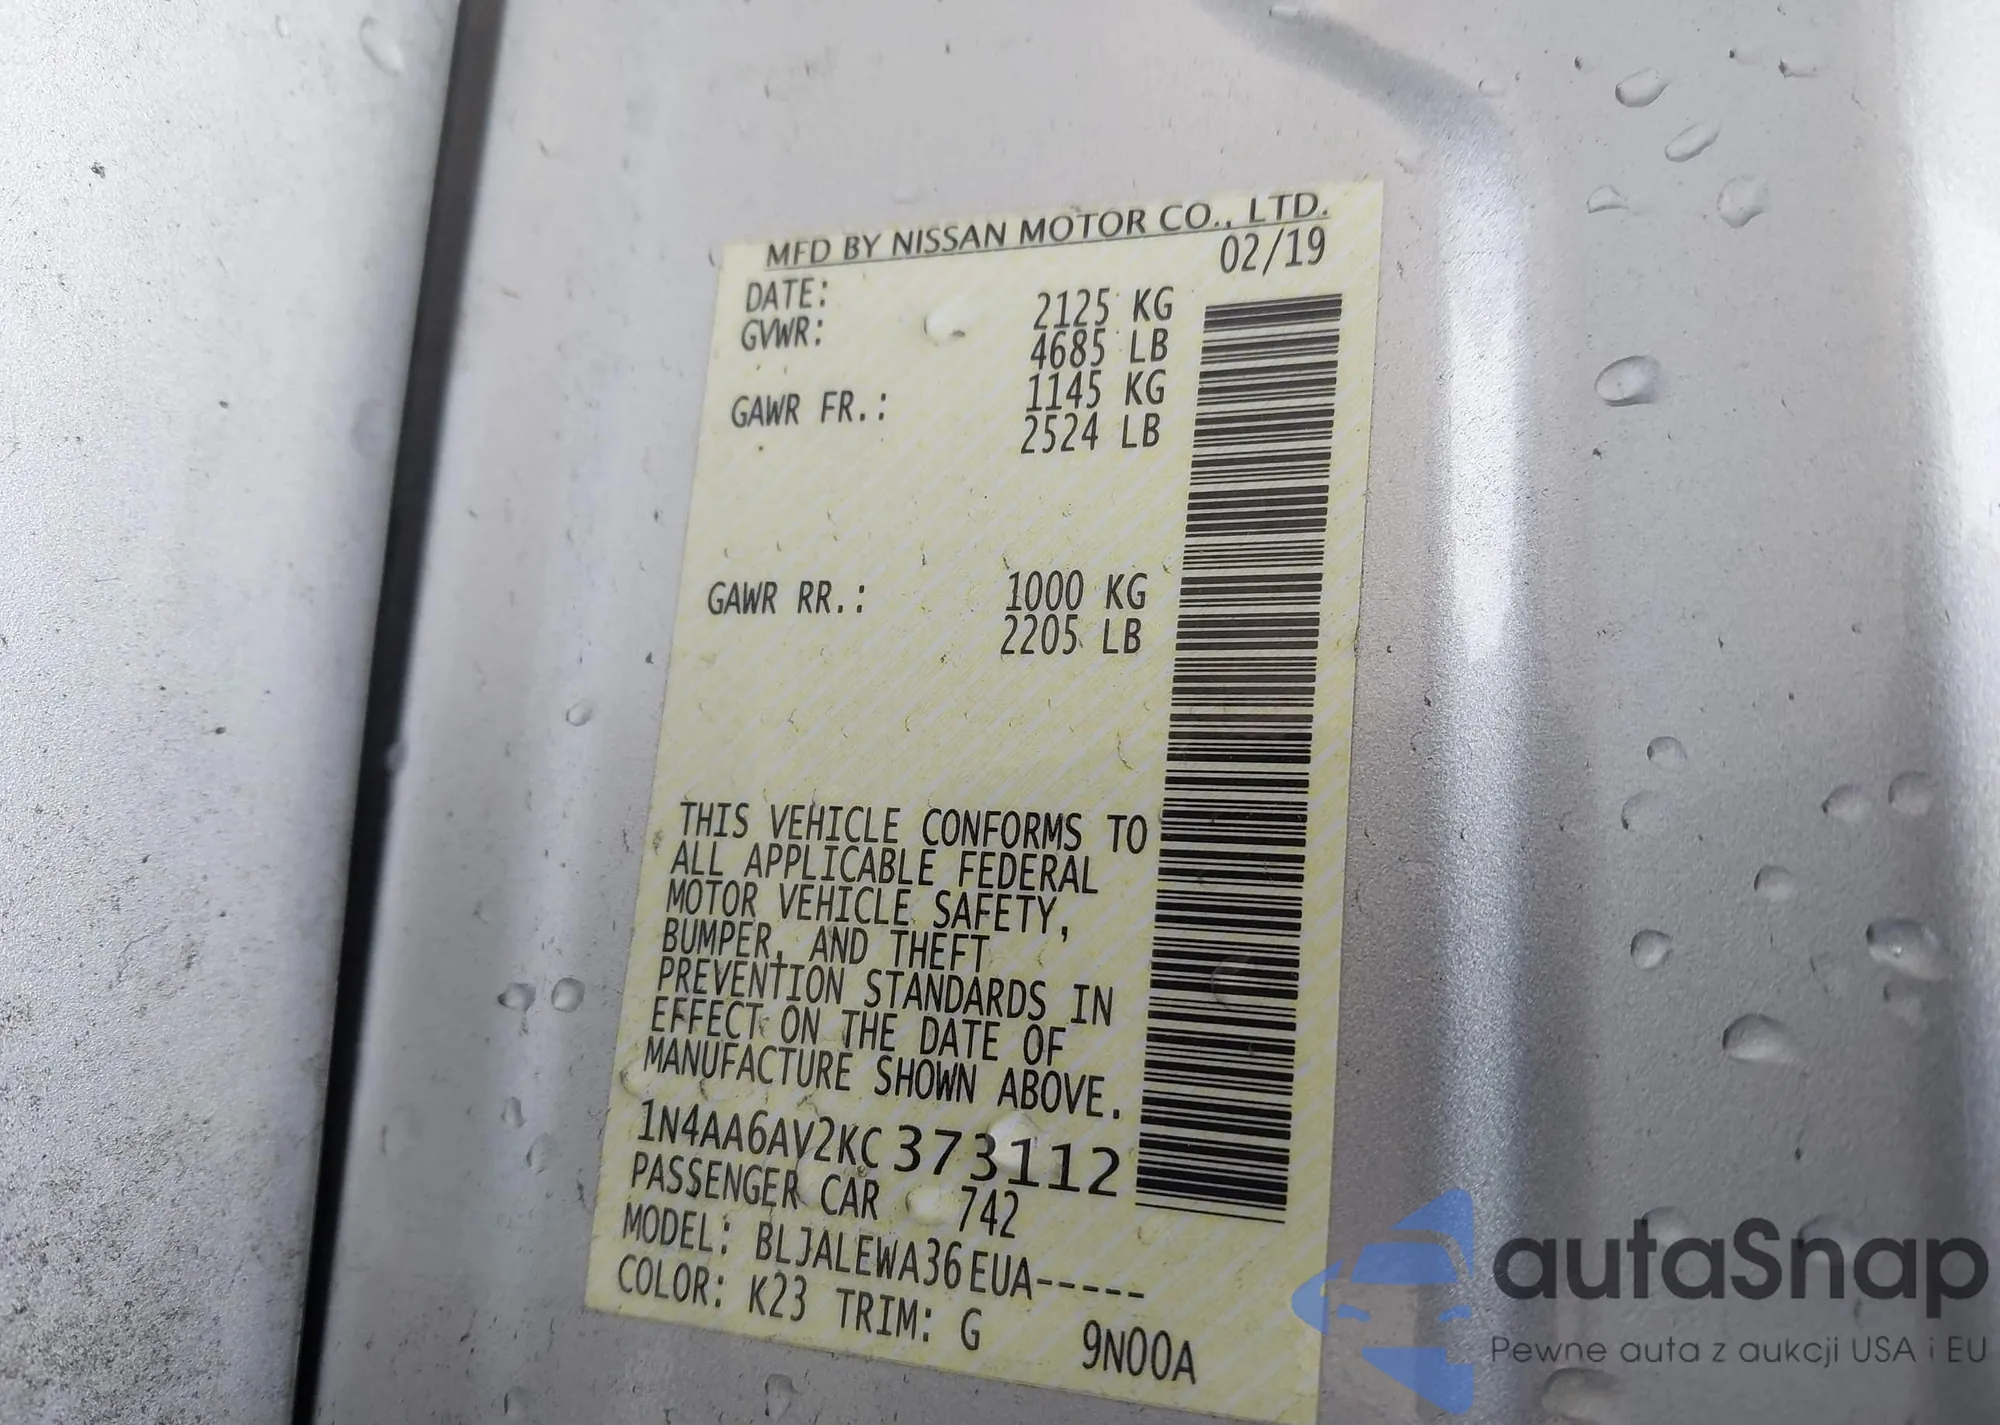 MFD BY NISSAN MOTOR CO., LTD.
DATE: 02/19
GVWR: 2125 KG
4685 LB
GAWR FR.: 1145 KG
2524 LB
GAWR RR.: 1000 KG
2205 LB
THIS VEHICLE CONFORMS TO
ALL APPLICABLE FEDERAL
MOTOR VEHICLE SAFETY,
BUMPER, AND THEFT
PREVENTION STANDARDS IN
EFFECT ON THE DATE OF
MANUFACTURE SHOWN ABOVE.
1N4AA6AV2KC373112
PASSENGER CAR 742
MODEL: BLJALEWA36EUA-----
COLOR: K23 TRIM: G 9N00A
autaSnap
Pewne auta z aukcji USA i EU